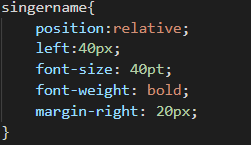 singername{
position:relative;
left:40px;
font-size: 40pt;
font-weight: bold;
margin-right: 20px;
}